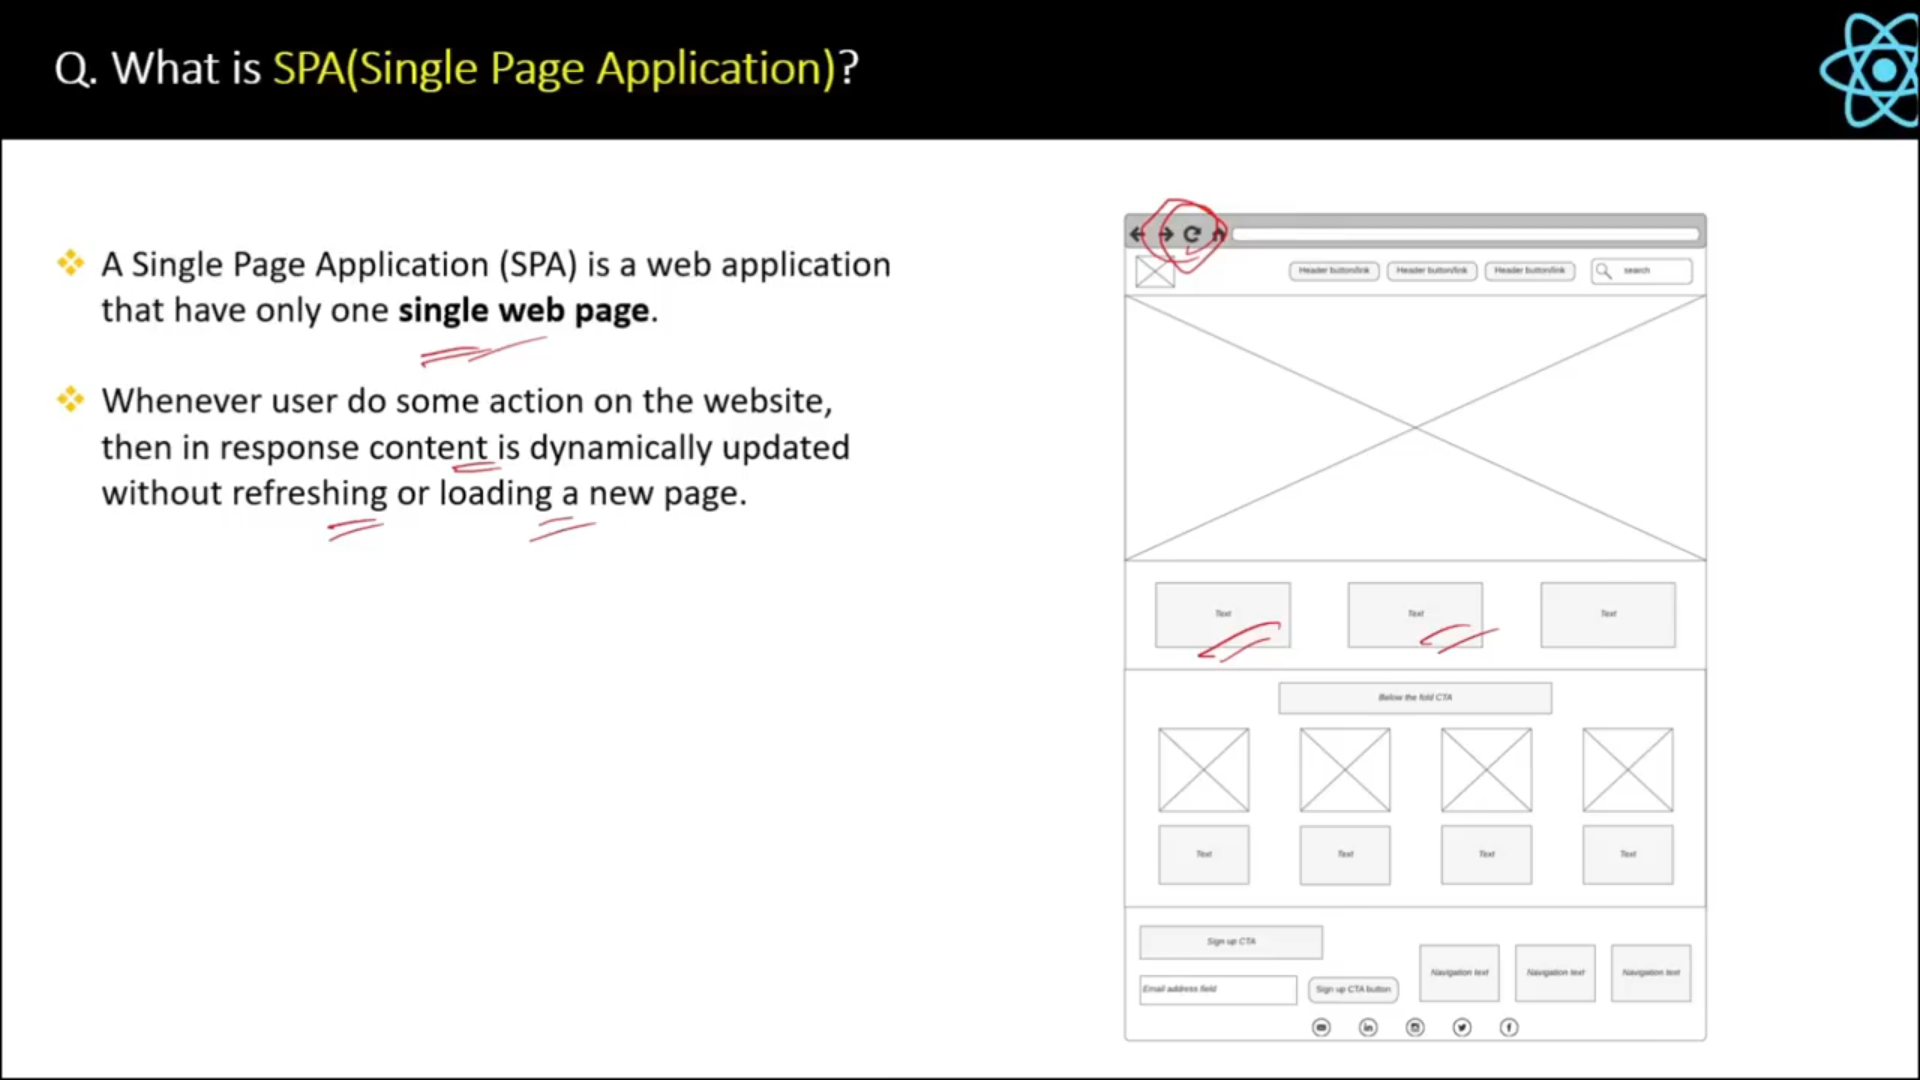 Q. What is SPA(Single Page Application)?
A Single Page Application (SPA) is a web application
that have only one single web page.
Whenever user do some action on the website,
then in response content is dynamically updated
without refreshing or loading a new page.
Header button/link Header button/link Header button/link search
Text Text Text
Below the fold CTA
Text Text Text Text
Sign up CTA
Navigation text Navigation text Navigation text
Email address field Sign up CTA button